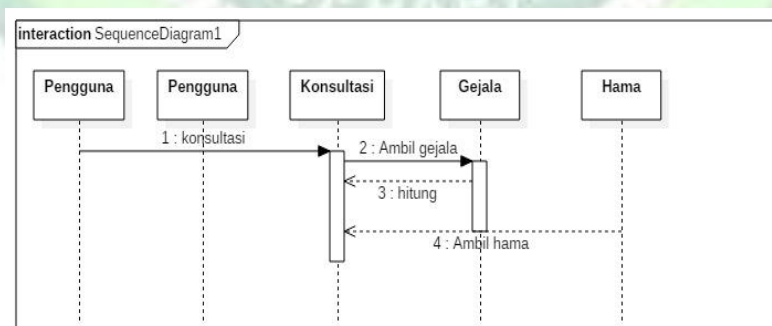 interaction SequenceDiagram1
Pengguna
Pengguna
Konsultasi
Gejala
Hama
1 : konsultasi
2 : Ambil gejala
3 : hitung
4 : Ambil hama